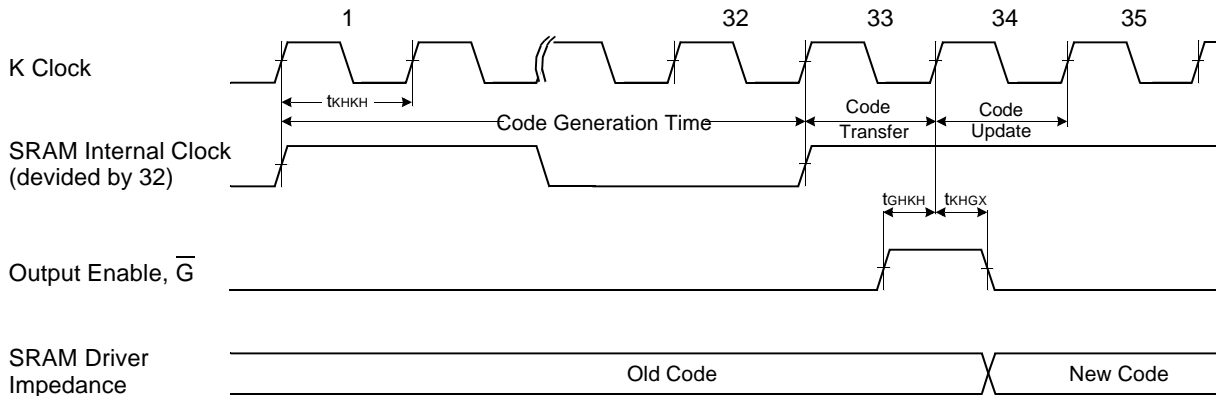 1 32 33 34 35
K Clock
tKHKH
Code Generation Time
Code
Transfer
Code
Update
SRAM Internal Clock
(devided by 32)
tGHKH tKHGX
Output Enable, G̅
SRAM Driver
Impedance
Old Code
New Code